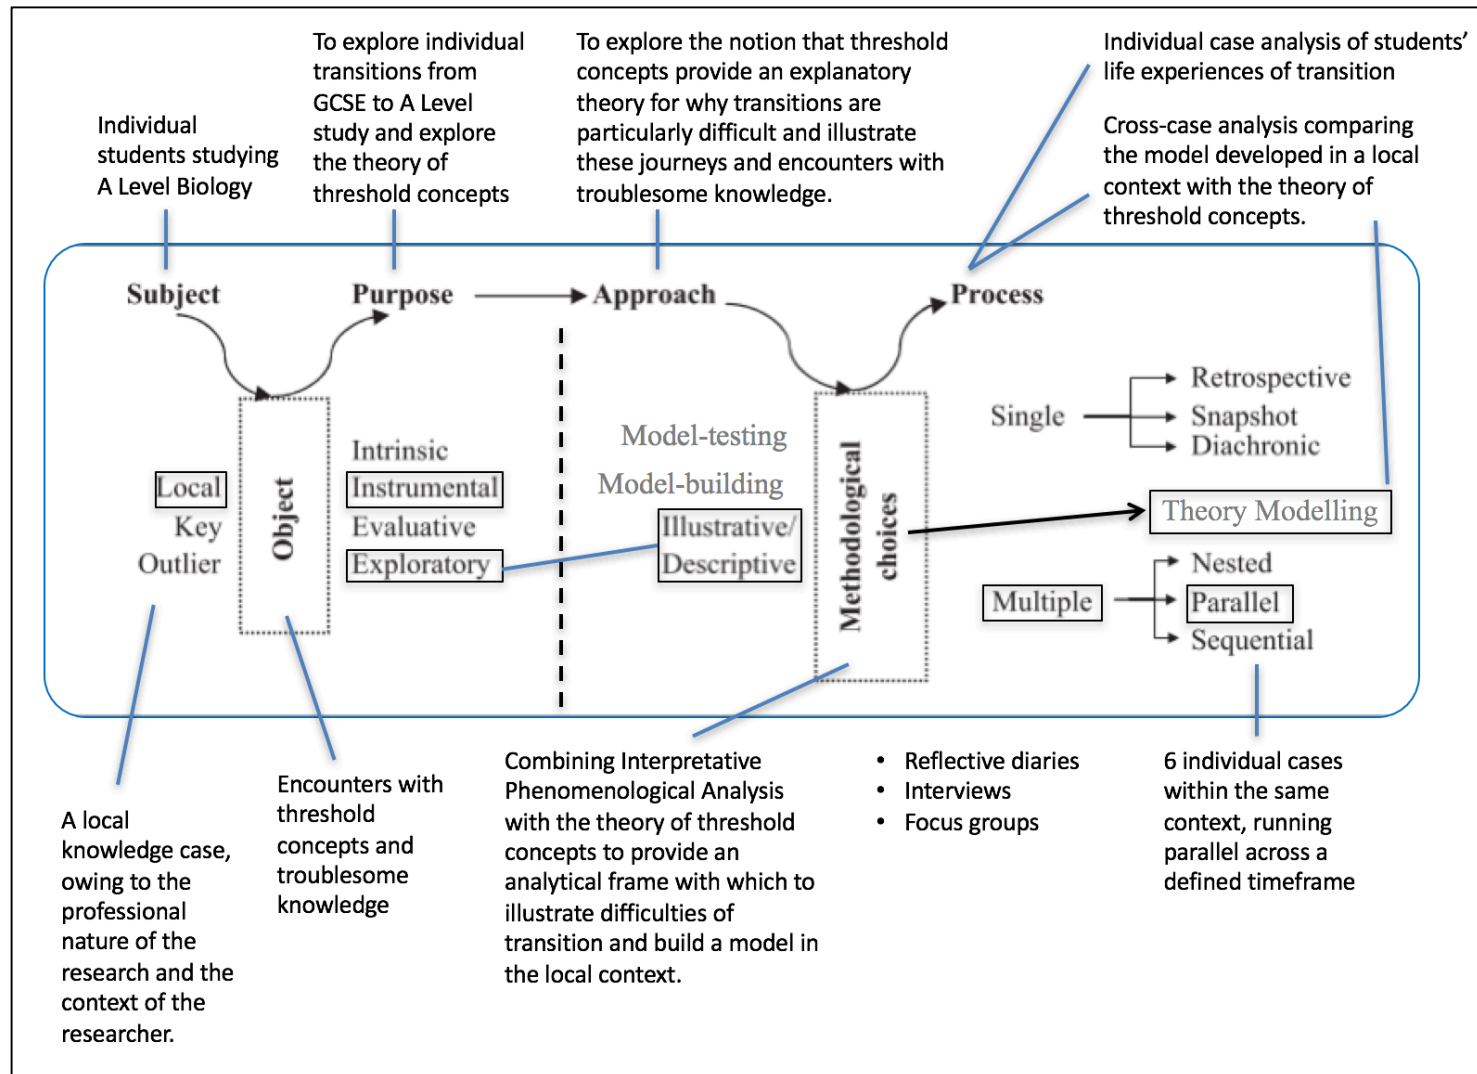 To explore individual
transitions from
GCSE to A Level
study and explore
the theory of
threshold concepts
To explore the notion that threshold
concepts provide an explanatory
theory for why transitions are
particularly difficult and illustrate
these journeys and encounters with
troublesome knowledge.
Individual case analysis of students’
life experiences of transition
Cross-case analysis comparing
the model developed in a local
context with the theory of
threshold concepts.
Individual
students studying
A Level Biology
Subject
Purpose
Approach
Process
Local
Key
Outlier
Object
Intrinsic
Instrumental
Evaluative
Exploratory
Model-testing
Model-building
Illustrative/
Descriptive
Methodological
choices
Single
Retrospective
Snapshot
Diachronic
Theory Modelling
Multiple
Nested
Parallel
Sequential
A local
knowledge case,
owing to the
professional
nature of the
research and the
context of the
researcher.
Encounters with
threshold
concepts and
troublesome
knowledge
Combining Interpretative
Phenomenological Analysis
with the theory of threshold
concepts to provide an
analytical frame with which to
illustrate difficulties of
transition and build a model in
the local context.
• Reflective diaries
• Interviews
• Focus groups
6 individual cases
within the same
context, running
parallel across a
defined timeframe